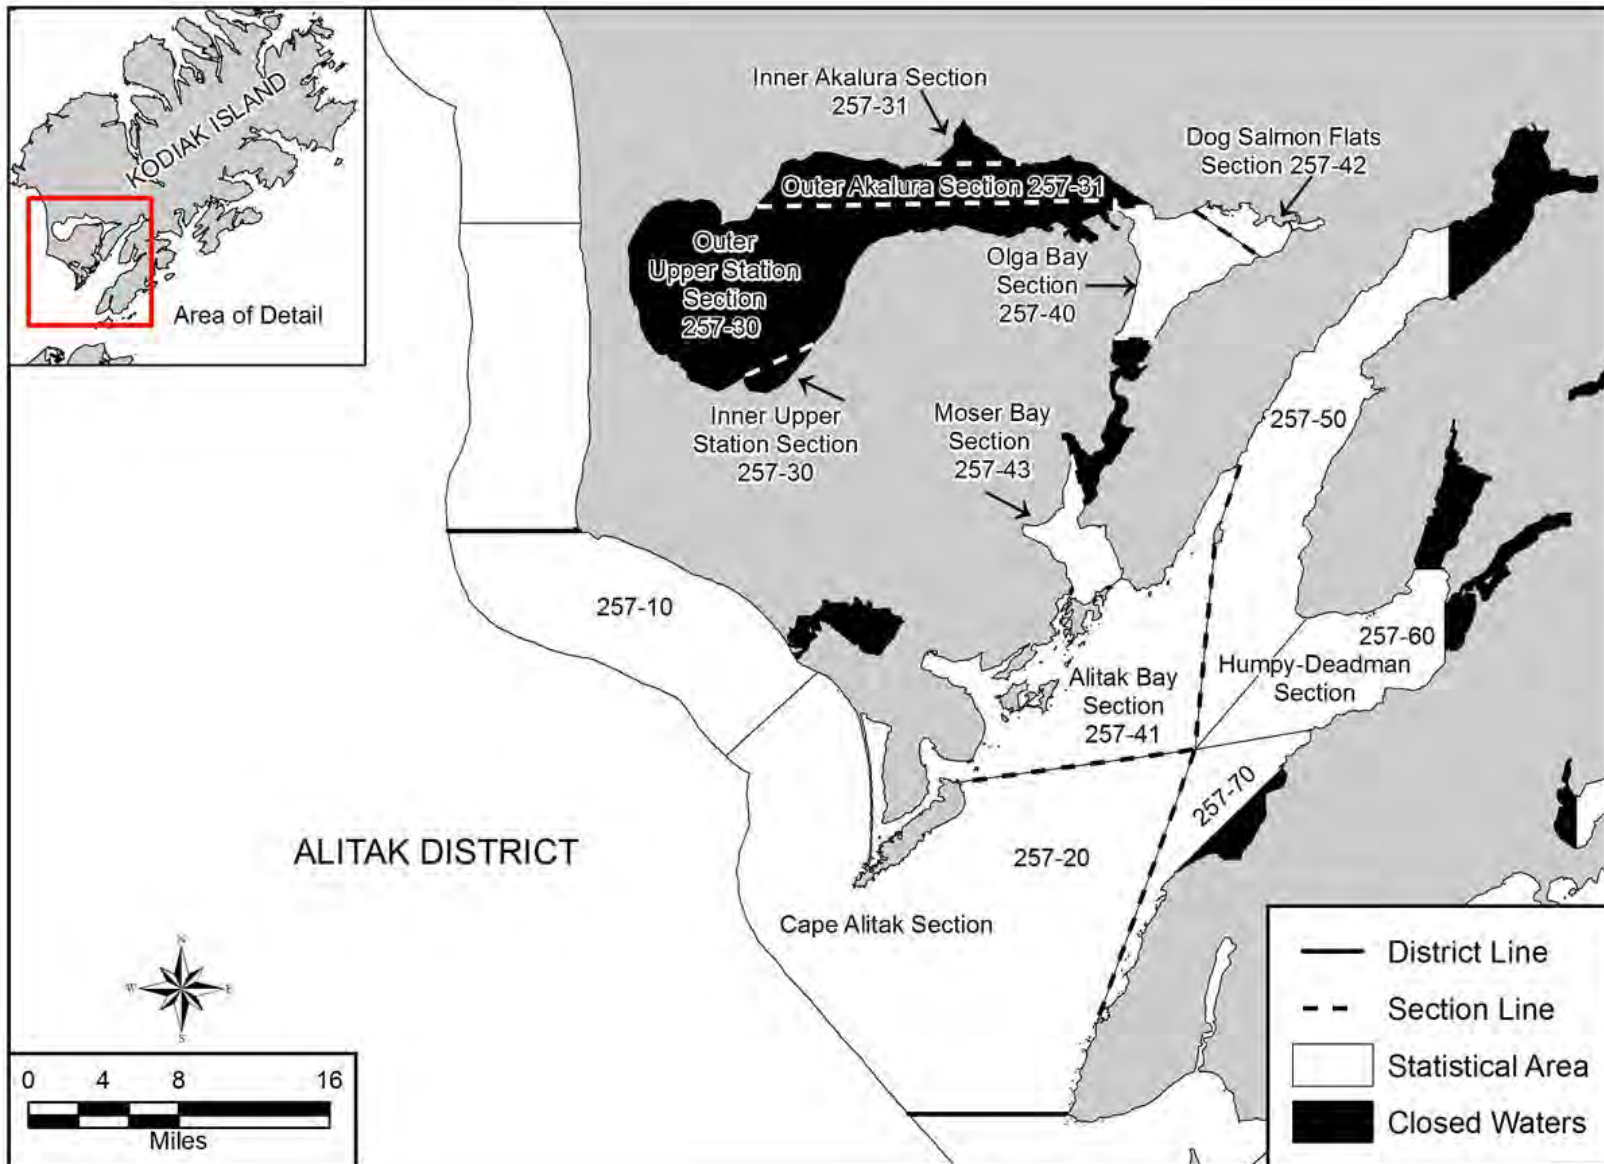 KODIAK ISLAND
Area of Detail
Inner Akalura Section
257-31
Dog Salmon Flats
Section 257-42
Outer Akalura Section 257-31
Outer
Upper Station
Section
257-30
Olga Bay
Section
257-40
Inner Upper
Station Section
257-30
Moser Bay
Section
257-43
257-50
257-10
257-60
Humpy-Deadman
Section
Alitak Bay
Section
257-41
257-70
257-20
ALITAK DISTRICT
Cape Alitak Section
N
W
E
S
0 4 8 16
Miles
District Line
Section Line
Statistical Area
Closed Waters